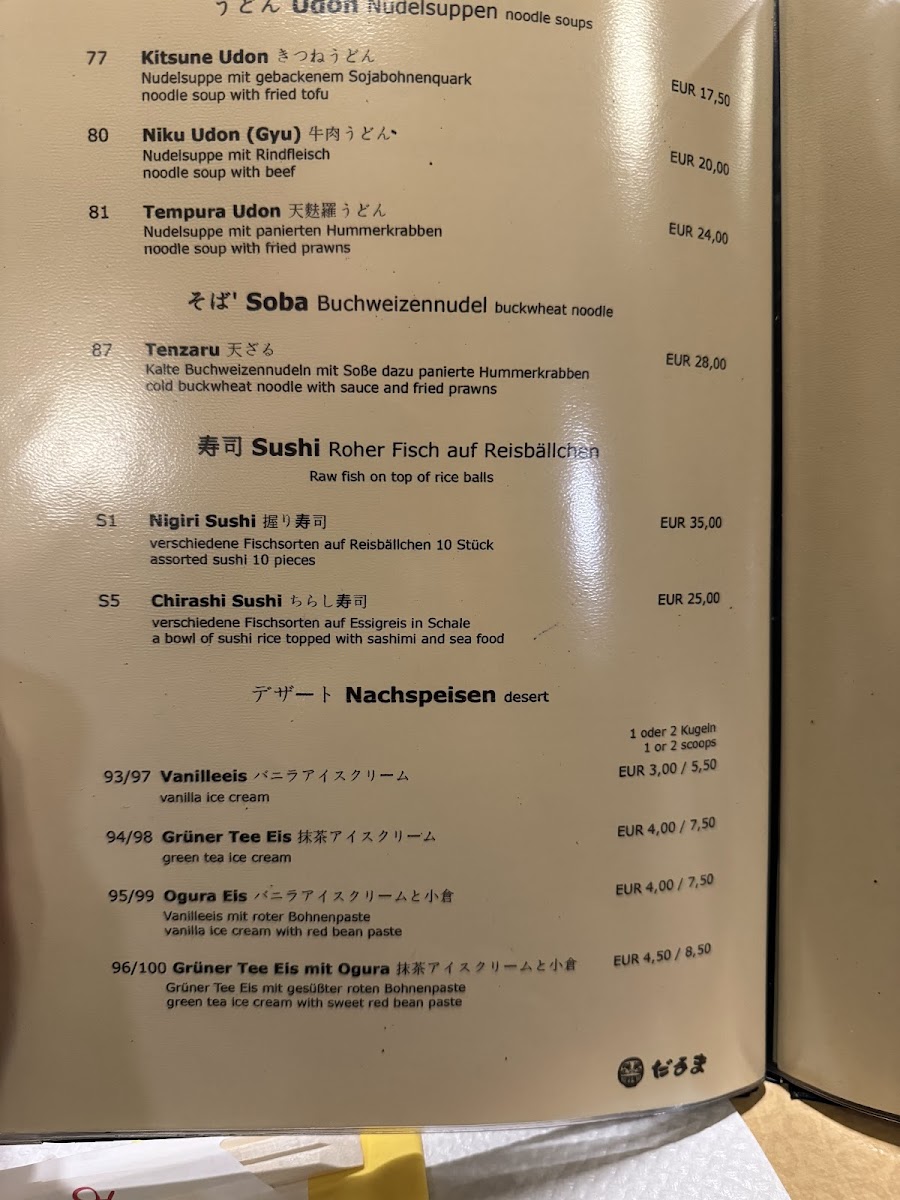 うどん Udon Nudelsuppen noodle soups
77 Kitsune Udon きつねうどん
Nudelsuppe mit gebackenem Sojabohnenquark
noodle soup with fried tofu
EUR 17,50
80 Niku Udon (Gyu) 牛肉うどん
Nudelsuppe mit Rindfleisch
noodle soup with beef
EUR 20,00
81 Tempura Udon 天麩羅うどん
Nudelsuppe mit panierten Hummerkrabben
noodle soup with fried prawns
EUR 24,00
そば' Soba Buchweizennudel buckwheat noodle
87 Tenzaru 天ざる
Kalte Buchweizennudeln mit Soße dazu panierte Hummerkrabben
cold buckwheat noodle with sauce and fried prawns
EUR 28,00
寿司 Sushi Roher Fisch auf Reisbällchen
Raw fish on top of rice balls
S1 Nigiri Sushi 握り寿司
verschiedene Fischsorten auf Reisbällchen 10 Stück
assorted sushi 10 pieces
EUR 35,00
S5 Chirashi Sushi ちらし寿司
verschiedene Fischsorten auf Essigreis in Schale
a bowl of sushi rice topped with sashimi and sea food
EUR 25,00
デザート Nachspeisen desert
1 oder 2 Kugeln
1 or 2 scoops
93/97 Vanilleeis バニラアイスクリーム
vanilla ice cream
EUR 3,00 / 5,50
94/98 Grüner Tee Eis 抹茶アイスクリーム
green tea ice cream
EUR 4,00 / 7,50
95/99 Ogura Eis バニラアイスクリームと小倉
Vanilleeis mit roter Bohnenpaste
vanilla ice cream with red bean paste
EUR 4,00 / 7,50
96/100 Grüner Tee Eis mit Ogura 抹茶アイスクリームと小倉
Grüner Tee Eis mit gesüßter roten Bohnenpaste
green tea ice cream with sweet red bean paste
EUR 4,50 / 8,50
だるま